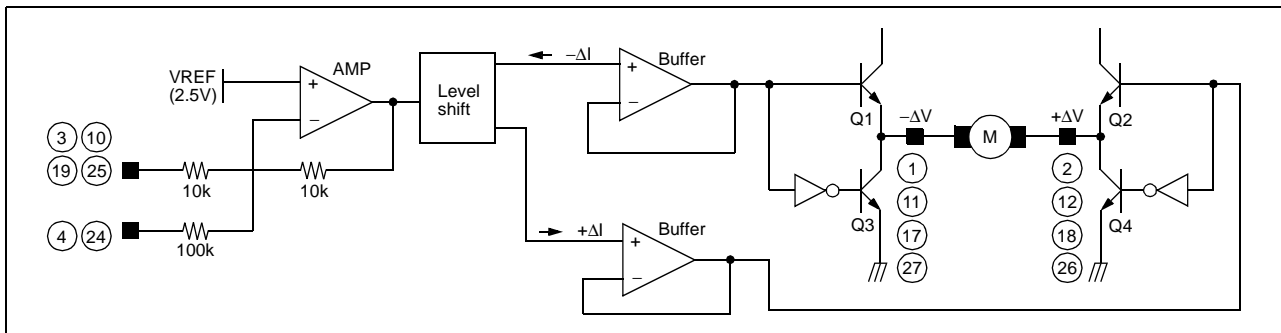 AMP
VREF
(2.5V)
Level
shift
−ΔI
Buffer
Q1
−ΔV
M
+ΔV
Q2
3 10
19 25
10k
10k
4 24
100k
+ΔI
Buffer
Q3
1
11
17
27
2
12
18
26
Q4
+
−
+
−
+
−